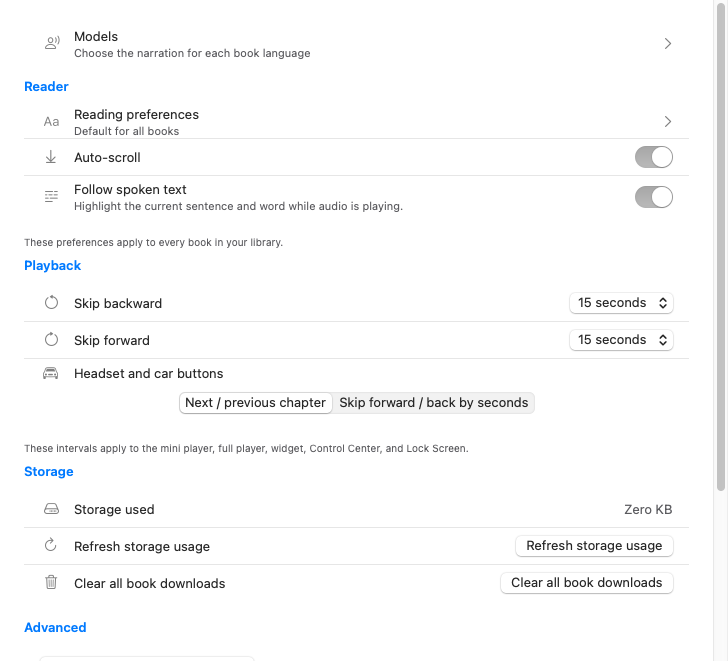 Models
Choose the narration for each book language
Reader
Aa
Reading preferences
Default for all books
Auto-scroll
Follow spoken text
Highlight the current sentence and word while audio is playing.
These preferences apply to every book in your library.
Playback
Skip backward
15 seconds
Skip forward
15 seconds
Headset and car buttons
Next / previous chapter
Skip forward / back by seconds
These intervals apply to the mini player, full player, widget, Control Center, and Lock Screen.
Storage
Storage used
Zero KB
Refresh storage usage
Refresh storage usage
Clear all book downloads
Clear all book downloads
Advanced